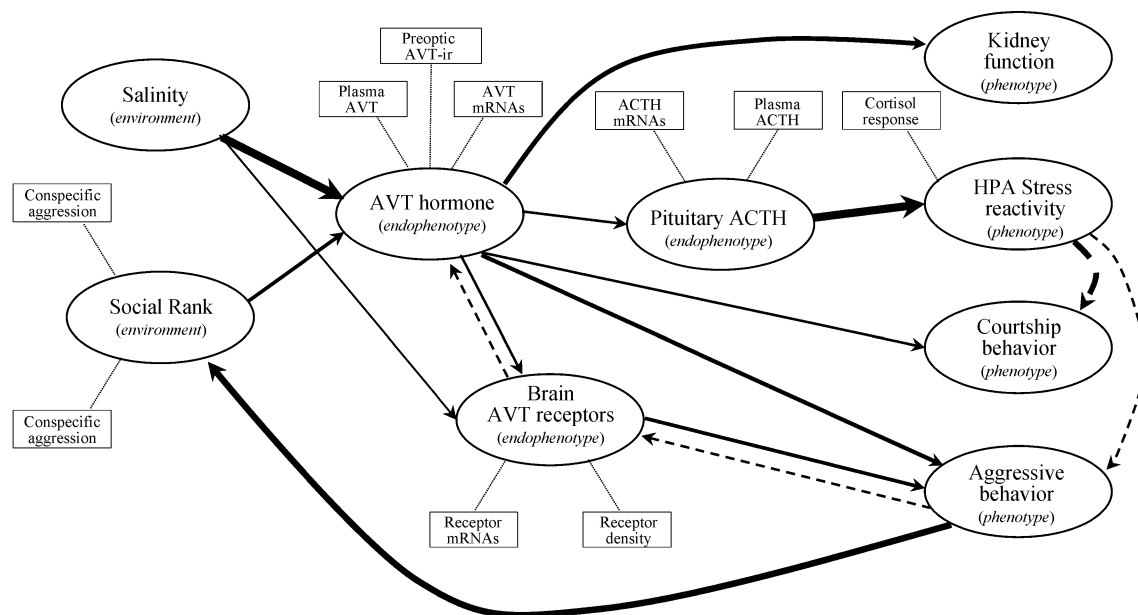 Preoptic
AVT-ir
Kidney
function
(phenotype)
Salinity
(environment)
Plasma
AVT
AVT
mRNAs
ACTH
mRNAs
Plasma
ACTH
Cortisol
response
Conspecific
aggression
AVT hormone
(endophenotype)
Pituitary ACTH
(endophenotype)
HPA Stress
reactivity
(phenotype)
Social Rank
(environment)
Courtship
behavior
(phenotype)
Conspecific
aggression
Brain
AVT receptors
(endophenotype)
Aggressive
behavior
(phenotype)
Receptor
mRNAs
Receptor
density